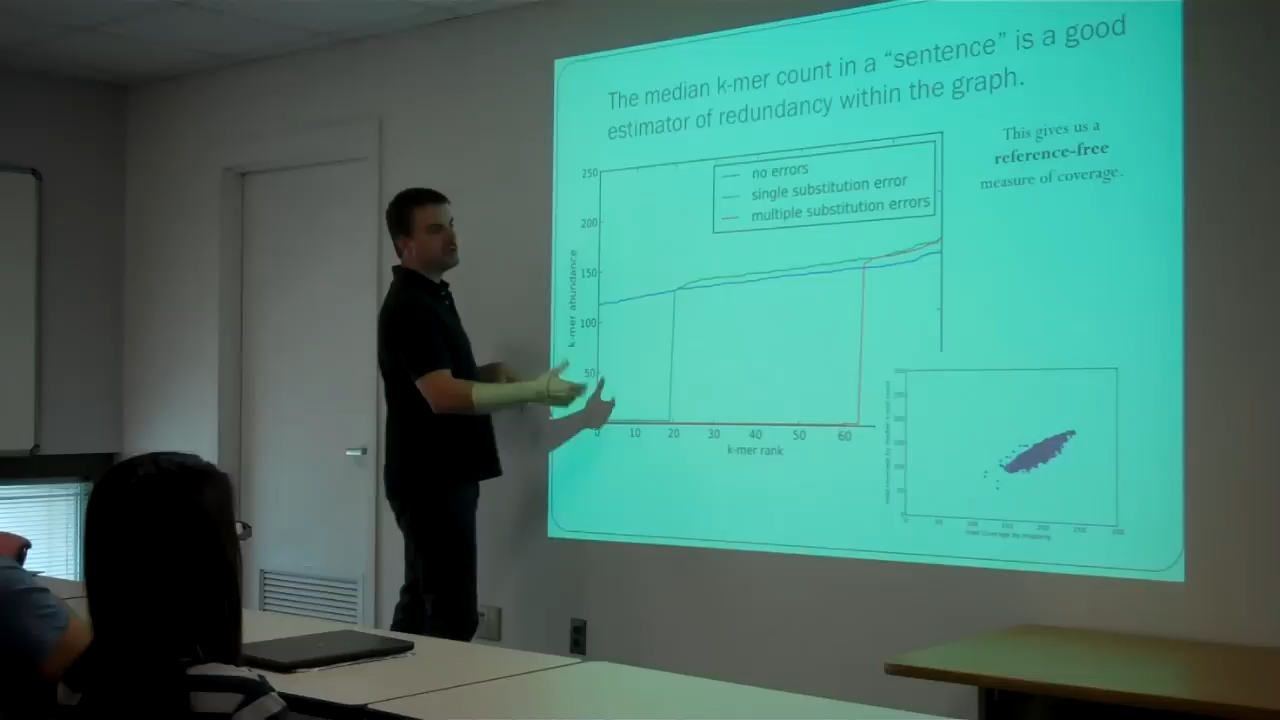 The median k-mer count in a “sentence” is a good
estimator of redundancy within the graph.
This gives us a
reference-free
measure of coverage.
no errors
single substitution error
multiple substitution errors
250
200
150
100
50
k-mer abundance
0 10 20 30 40 50 60
k-mer rank